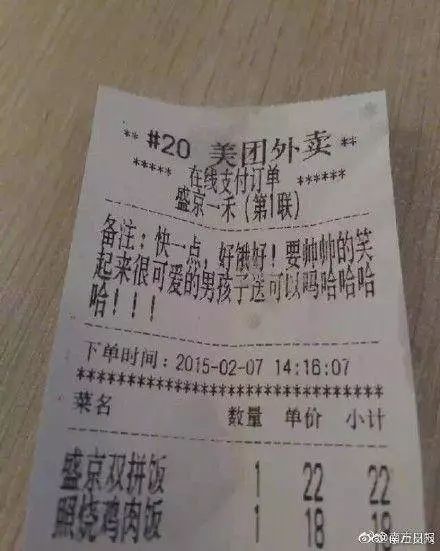 ** #20 美团外卖 **
***** 在线支付订单 ******
盛京一禾（第1联）
备注：快一点，好饿好！要帅帅的笑
起来很可爱的男孩子送可以吗哈哈哈
哈！！！
下单时间：2015-02-07 14:16:07
********************************
菜名 数量 单价 小计
盛京双拼饭 1 22 22
照烧鸡肉饭 1 18 18
@南方日网